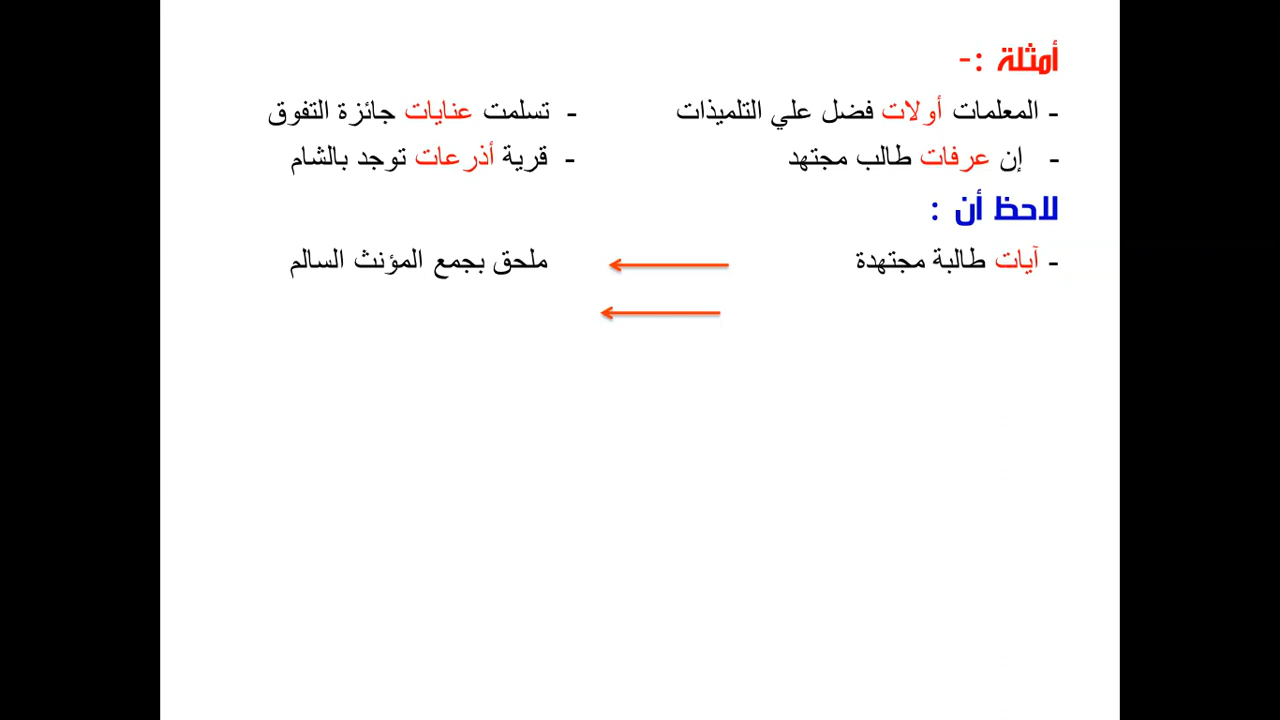 أمثلة :-
- المعلمات أولات فضل علي التلميذات - تسلمت عنايات جائزة التفوق
- إن عرفات طالب مجتهد - قرية أذرعات توجد بالشام
لاحظ أن :
- آيات طالبة مجتهدة ملحق بجمع المؤنث السالم